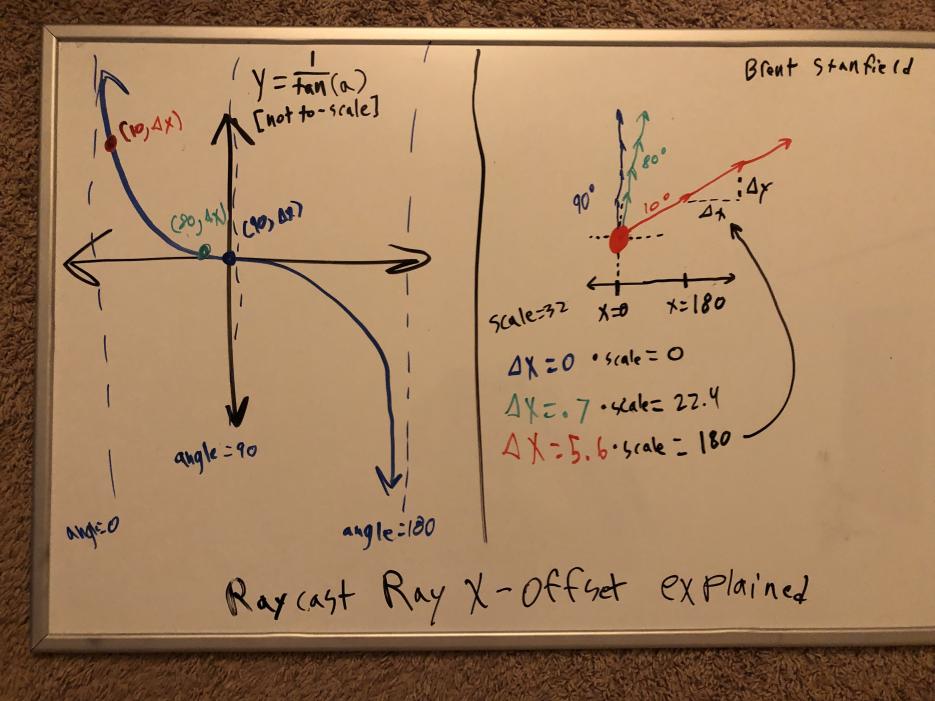 Y = 1/tan(a)
[not to-scale]
(10, Δx)
(80, Δx)
(90, Δx)
angle=90
angle=0
angle=180
Brent Stanfield
90°
80°
10°
Δx
Δy
scale=32
x=0
x=180
Δx=0 · scale = 0
Δx=.7 · scale= 22.4
Δx=5.6 · scale = 180
Raycast Ray X-Offset explained